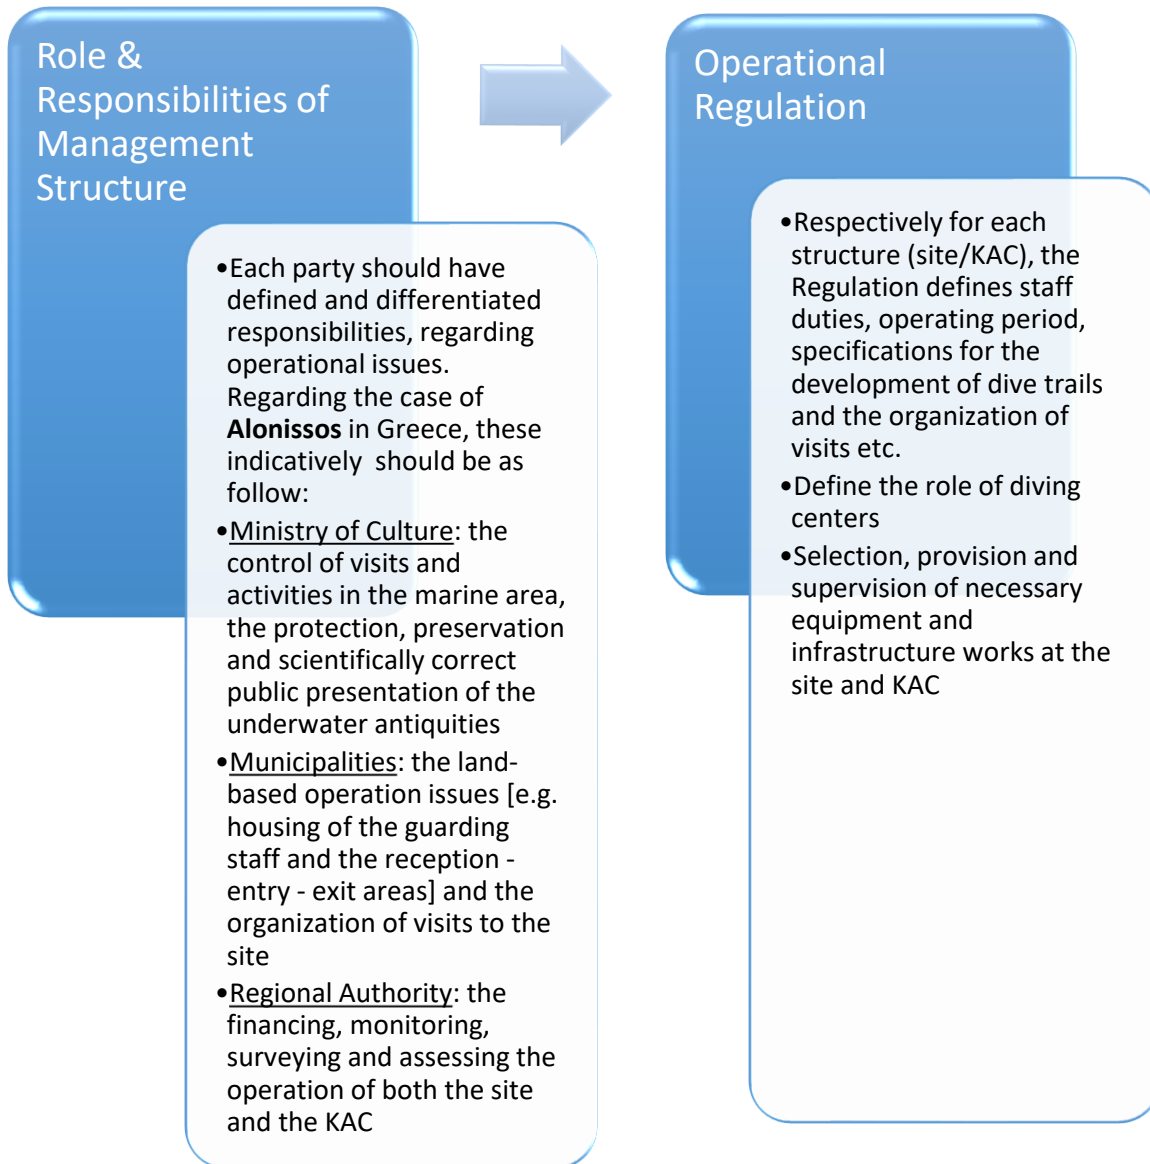 Role &
Responsibilities of
Management
Structure
•Each party should have
defined and differentiated
responsibilities, regarding
operational issues.
Regarding the case of
Alonissos in Greece, these
indicatively  should be as
follow:
•Ministry of Culture: the
control of visits and
activities in the marine area,
the protection, preservation
and scientifically correct
public presentation of the
underwater antiquities
•Municipalities: the land-
based operation issues [e.g.
housing of the guarding
staff and the reception -
entry - exit areas] and the
organization of visits to the
site
•Regional Authority: the
financing, monitoring,
surveying and assessing the
operation of both the site
and the KAC
Operational
Regulation
•Respectively for each
structure (site/KAC), the
Regulation defines staff
duties, operating period,
specifications for the
development of dive trails
and the organization of
visits etc.
•Define the role of diving
centers
•Selection, provision and
supervision of necessary
equipment and
infrastructure works at the
site and KAC